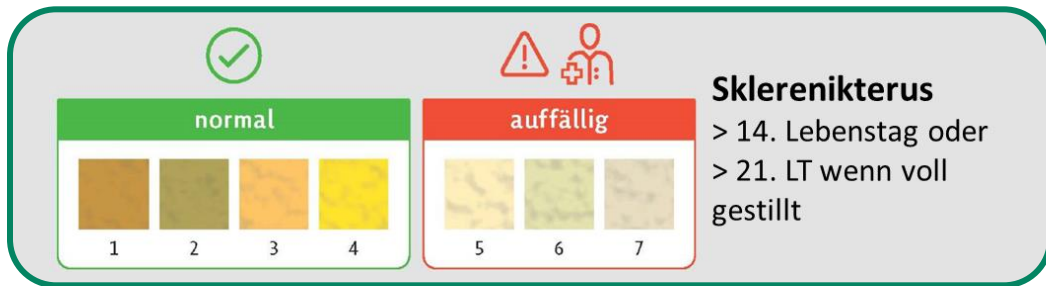 normal
1 2 3 4
auffällig
5 6 7
Sklerenikterus
> 14. Lebenstag oder
> 21. LT wenn voll
gestillt